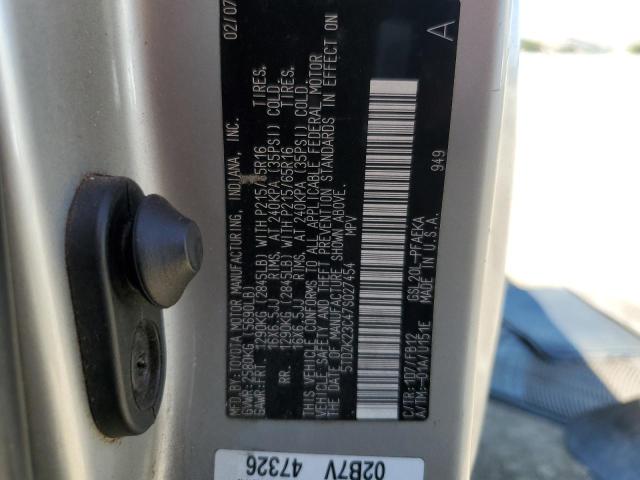 MFD. BY: TOYOTA MOTOR MANUFACTURING, INDIANA, INC. 02/07
GVWR: 2580KG (5690LB)
GAWR: FRT. 1290KG (2845LB) WITH P215/65R16 TIRES,
16X6.5JJ RIMS, AT 240KPA (35PSI) COLD.
RR. 1290KG (2845LB) WITH P215/65R16 TIRES,
16X6.5JJ RIMS, AT 240KPA (35PSI) COLD.
THIS VEHICLE CONFORMS TO ALL APPLICABLE FEDERAL MOTOR
VEHICLE SAFETY AND THEFT PREVENTION STANDARDS IN EFFECT ON
THE DATE OF MANUFACTURE SHOWN ABOVE.
5TDZK23C47S027454 MPV
A
C/TR: 1D7/FB12 GSL20L-PFAEKA
A/TM: -01A/U151E MADE IN U.S.A. 949
02B7V
47326